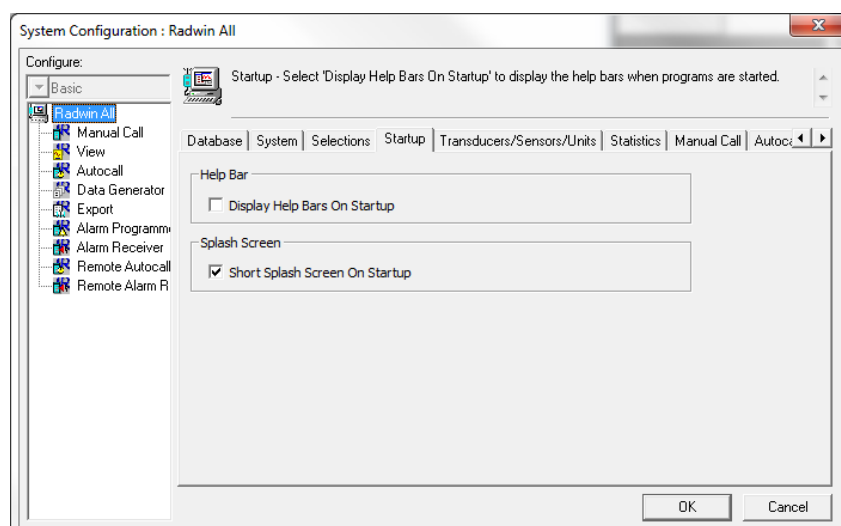 System Configuration : Radwin All
Configure:
Basic
Radwin All
Manual Call
View
Autocall
Data Generator
Export
Alarm Programm
Alarm Receiver
Remote Autocall
Remote Alarm R
Startup - Select 'Display Help Bars On Startup' to display the help bars when programs are started.
Database System Selections Startup Transducers/Sensors/Units Statistics Manual Call Autoca
Help Bar
Display Help Bars On Startup
Splash Screen
Short Splash Screen On Startup
OK Cancel